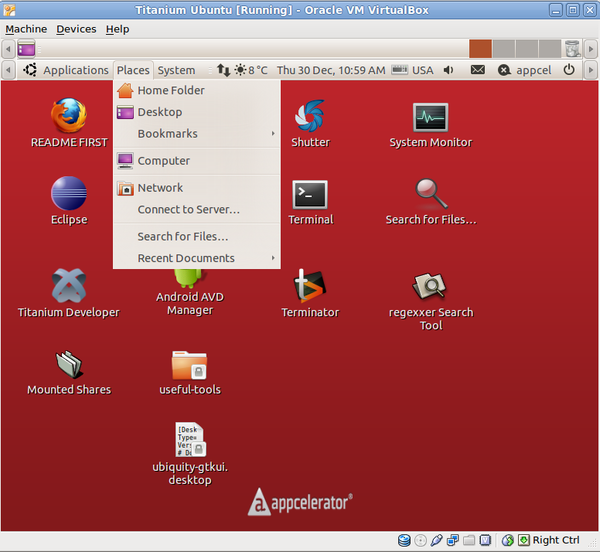 Titanium Ubuntu [Running] - Oracle VM VirtualBox
Machine Devices Help
Applications Places System 8 °C Thu 30 Dec, 10:59 AM USA appcel
Home Folder
Desktop
Bookmarks
Computer
Network
Connect to Server...
Search for Files...
Recent Documents
README FIRST
Shutter
System Monitor
Eclipse
Terminal
Search for Files...
Titanium Developer
Android AVD
Manager
Terminator
regexxer Search
Tool
Mounted Shares
useful-tools
[Desk
Type=
Vers
# D
ubiquity-gtkui.
desktop
appcelerator®
Right Ctrl